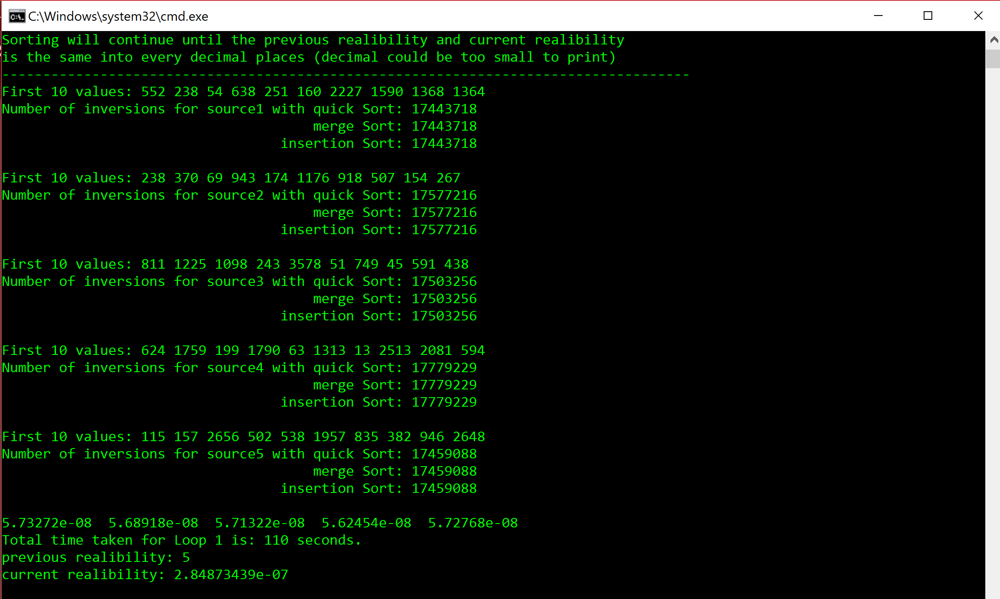 C:\Windows\system32\cmd.exe
Sorting will continue until the previous realibility and current realibility
is the same into every decimal places (decimal could be too small to print)
------------------------------------------------------------------------------------
First 10 values: 552 238 54 638 251 160 2227 1590 1368 1364
Number of inversions for source1 with quick Sort: 17443718
merge Sort: 17443718
insertion Sort: 17443718
First 10 values: 238 370 69 943 174 1176 918 507 154 267
Number of inversions for source2 with quick Sort: 17577216
merge Sort: 17577216
insertion Sort: 17577216
First 10 values: 811 1225 1098 243 3578 51 749 45 591 438
Number of inversions for source3 with quick Sort: 17503256
merge Sort: 17503256
insertion Sort: 17503256
First 10 values: 624 1759 199 1790 63 1313 13 2513 2081 594
Number of inversions for source4 with quick Sort: 17779229
merge Sort: 17779229
insertion Sort: 17779229
First 10 values: 115 157 2656 502 538 1957 835 382 946 2648
Number of inversions for source5 with quick Sort: 17459088
merge Sort: 17459088
insertion Sort: 17459088
5.73272e-08  5.68918e-08  5.71322e-08  5.62454e-08  5.72768e-08
Total time taken for Loop 1 is: 110 seconds.
previous realibility: 5
current realibility: 2.84873439e-07